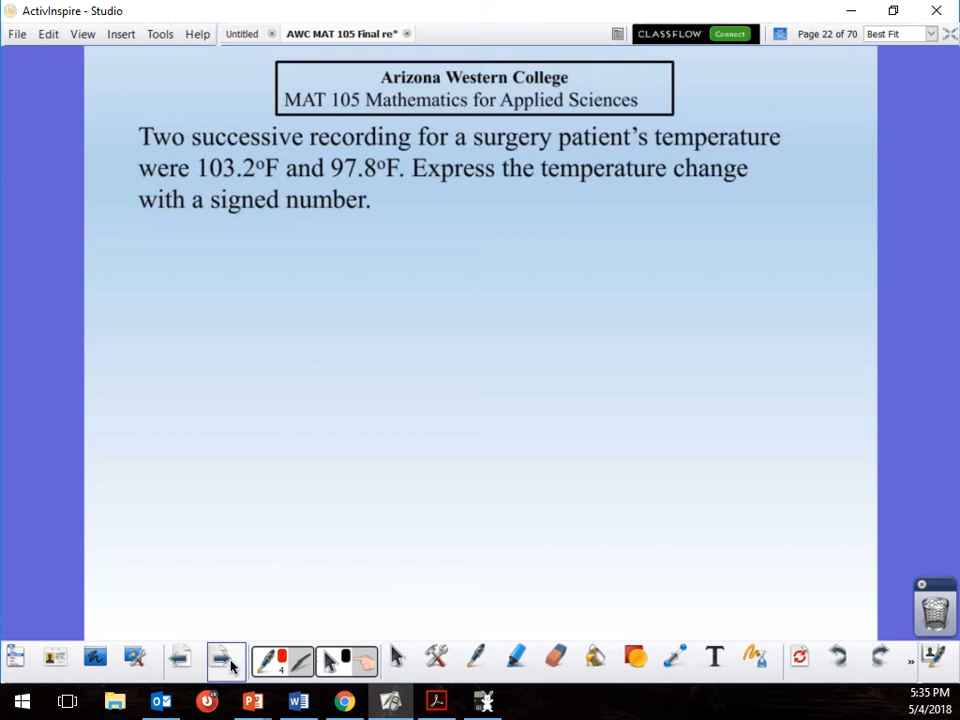 ActivInspire - Studio
File Edit View Insert Tools Help Untitled AWC MAT 105 Final re* CLASSFLOW Connect Page 22 of 70 Best Fit
Arizona Western College
MAT 105 Mathematics for Applied Sciences
Two successive recording for a surgery patient's temperature
were 103.2°F and 97.8°F. Express the temperature change
with a signed number.
4 T »
5:35 PM
5/4/2018